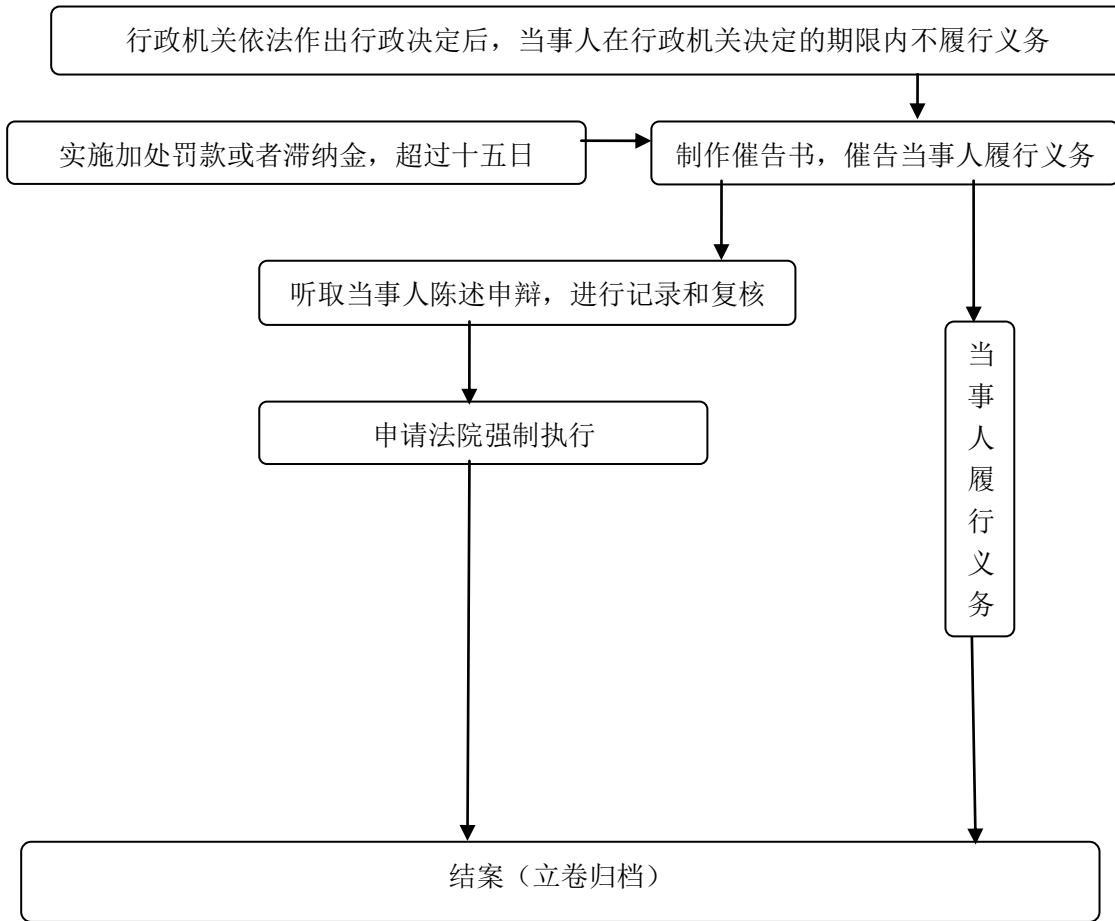 行政机关依法作出行政决定后，当事人在行政机关决定的期限内不履行义务
实施加处罚款或者滞纳金，超过十五日
制作催告书，催告当事人履行义务
听取当事人陈述申辩，进行记录和复核
申请法院强制执行
当事人履行义务
结案（立卷归档）